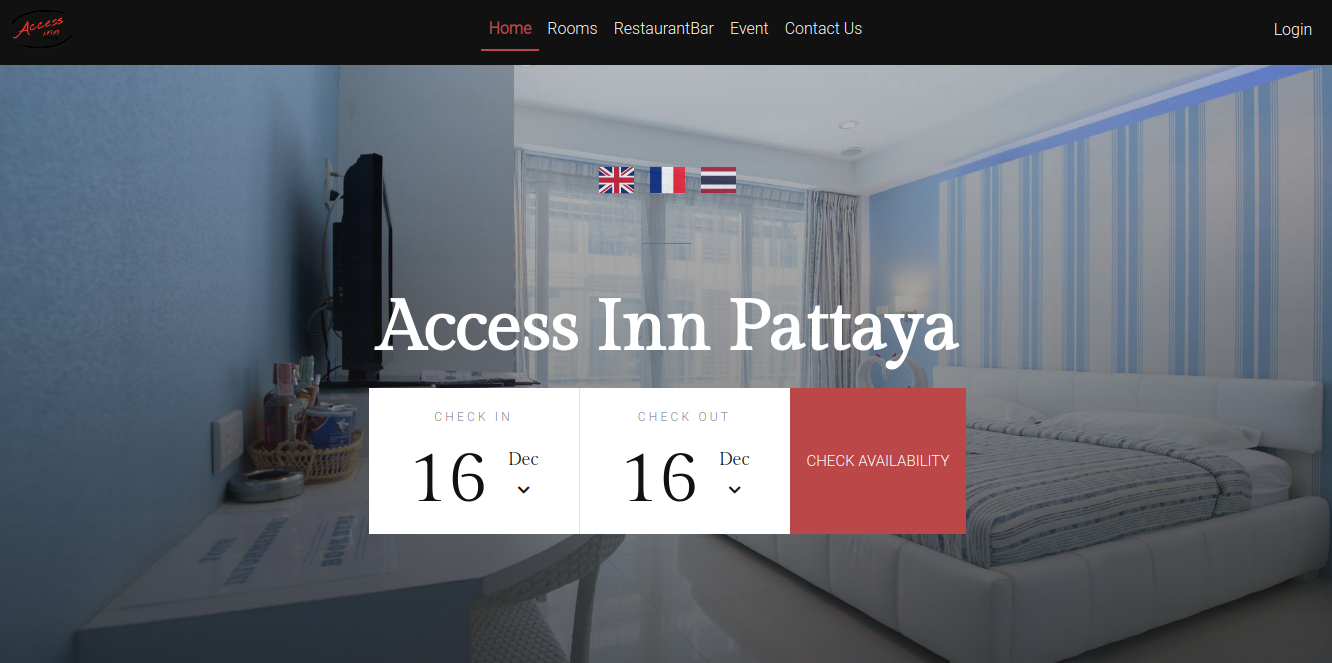 Access
inn
Home Rooms RestaurantBar Event Contact Us
Login
Access Inn Pattaya
CHECK IN
16 Dec
CHECK OUT
16 Dec
CHECK AVAILABILITY